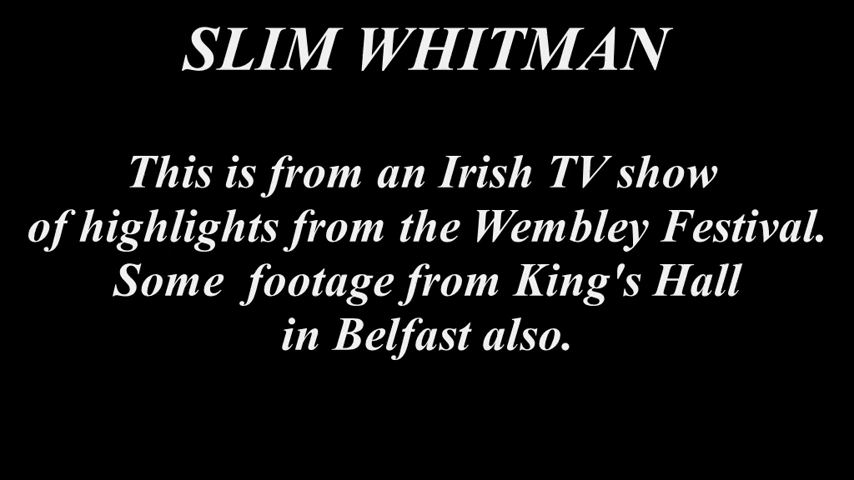 SLIM WHITMAN
This is from an Irish TV show
of highlights from the Wembley Festival.
Some footage from King's Hall
in Belfast also.